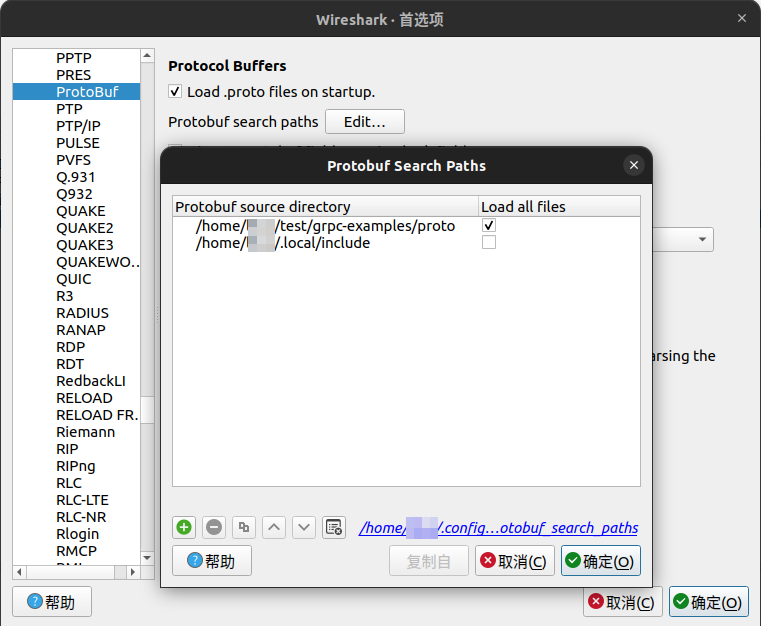 Wireshark · 首选项
PPTP
PRES
ProtoBuf
PTP
PTP/IP
PULSE
PVFS
Q.931
Q932
QUAKE
QUAKE2
QUAKE3
QUAKEWO…
QUIC
R3
RADIUS
RANAP
RDP
RDT
RedbackLI
RELOAD
RELOAD FR…
Riemann
RIP
RIPng
RLC
RLC-LTE
RLC-NR
Rlogin
RMCP
Protocol Buffers
Load .proto files on startup.
Protobuf search paths Edit…
arsing the
Protobuf Search Paths
Protobuf source directory Load all files
/home/ /test/grpc-examples/proto
/home/ /.local/include
/home/ /.config…otobuf_search_paths
帮助 复制自 取消(C) 确定(O)
帮助 取消(C) 确定(O)